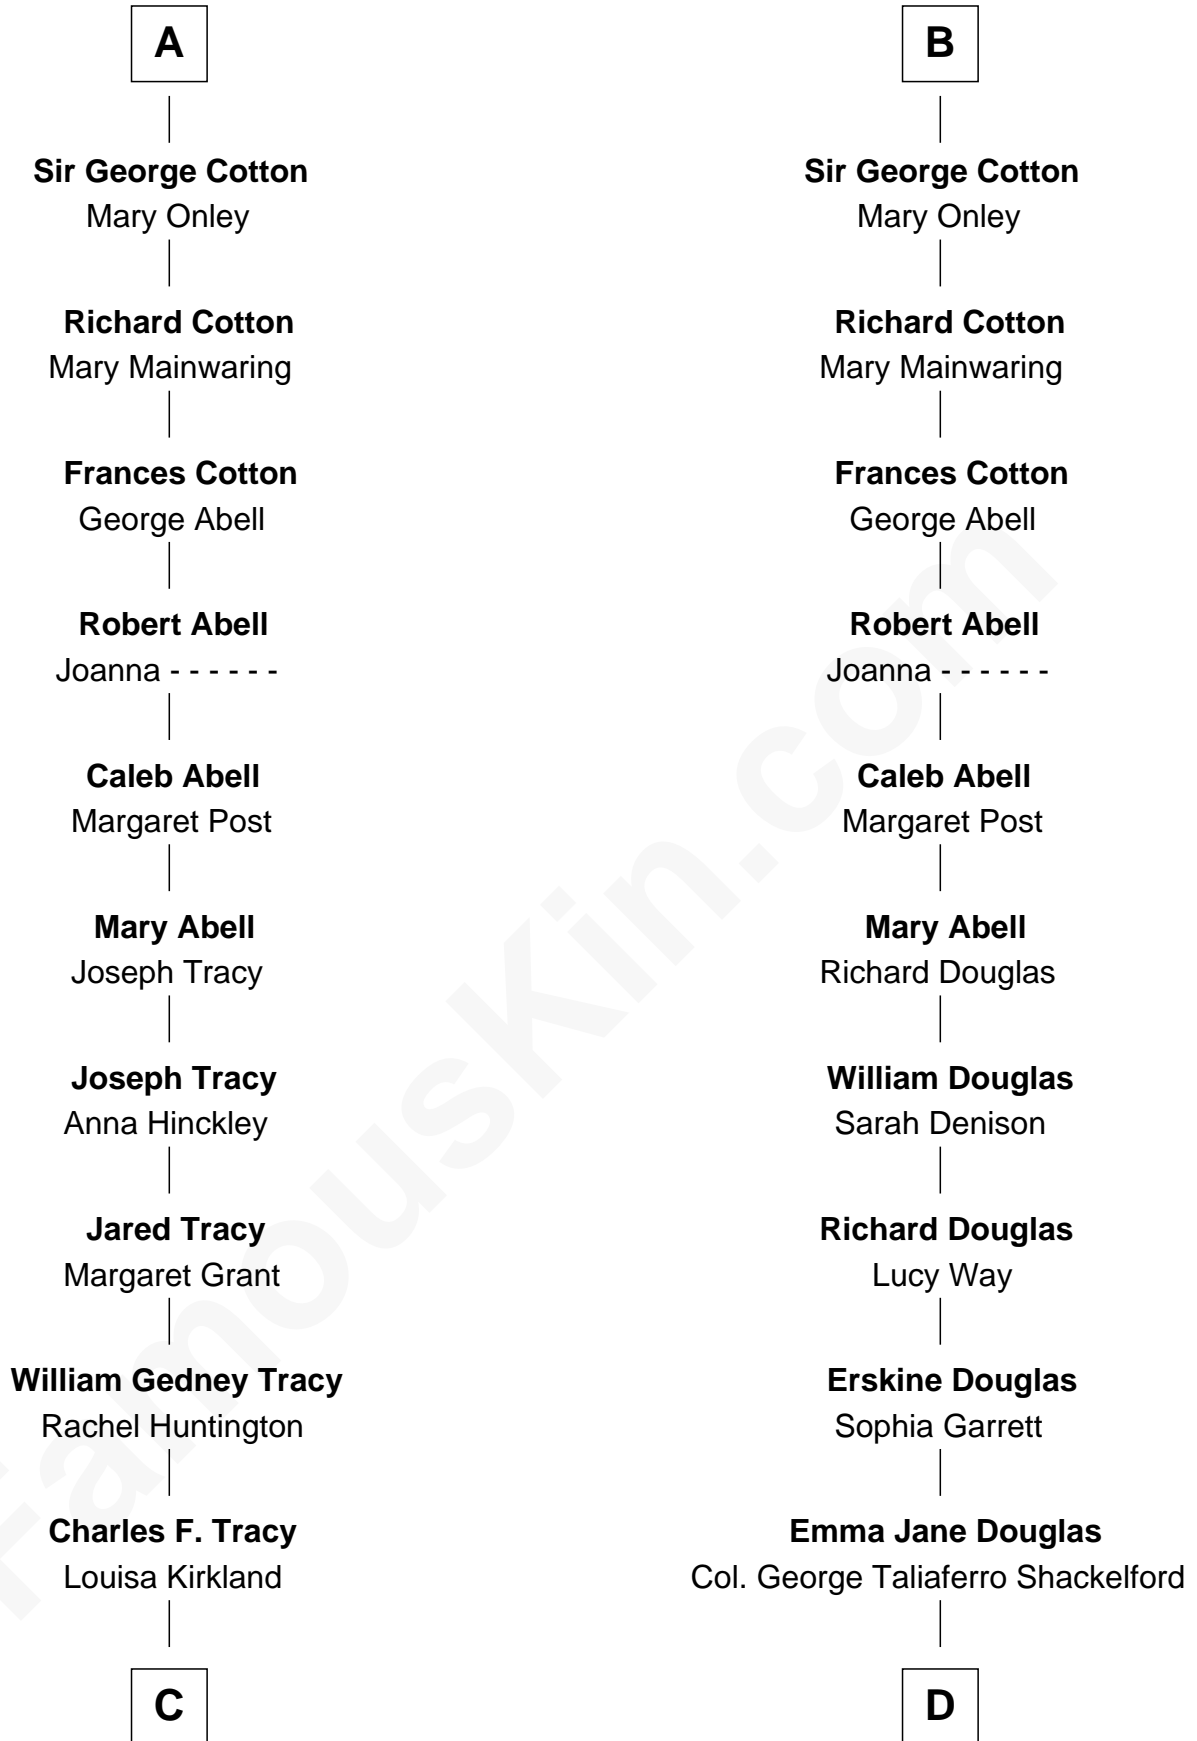 A
Sir George Cotton
Mary Onley
Richard Cotton
Mary Mainwaring
Frances Cotton
George Abell
Robert Abell
Joanna - - - - - -
Caleb Abell
Margaret Post
Mary Abell
Joseph Tracy
Joseph Tracy
Anna Hinckley
Jared Tracy
Margaret Grant
William Gedney Tracy
Rachel Huntington
Charles F. Tracy
Louisa Kirkland
C
B
Sir George Cotton
Mary Onley
Richard Cotton
Mary Mainwaring
Frances Cotton
George Abell
Robert Abell
Joanna - - - - - -
Caleb Abell
Margaret Post
Mary Abell
Richard Douglas
William Douglas
Sarah Denison
Richard Douglas
Lucy Way
Erskine Douglas
Sophia Garrett
Emma Jane Douglas
Col. George Taliaferro Shackelford
D
FamousKin.com